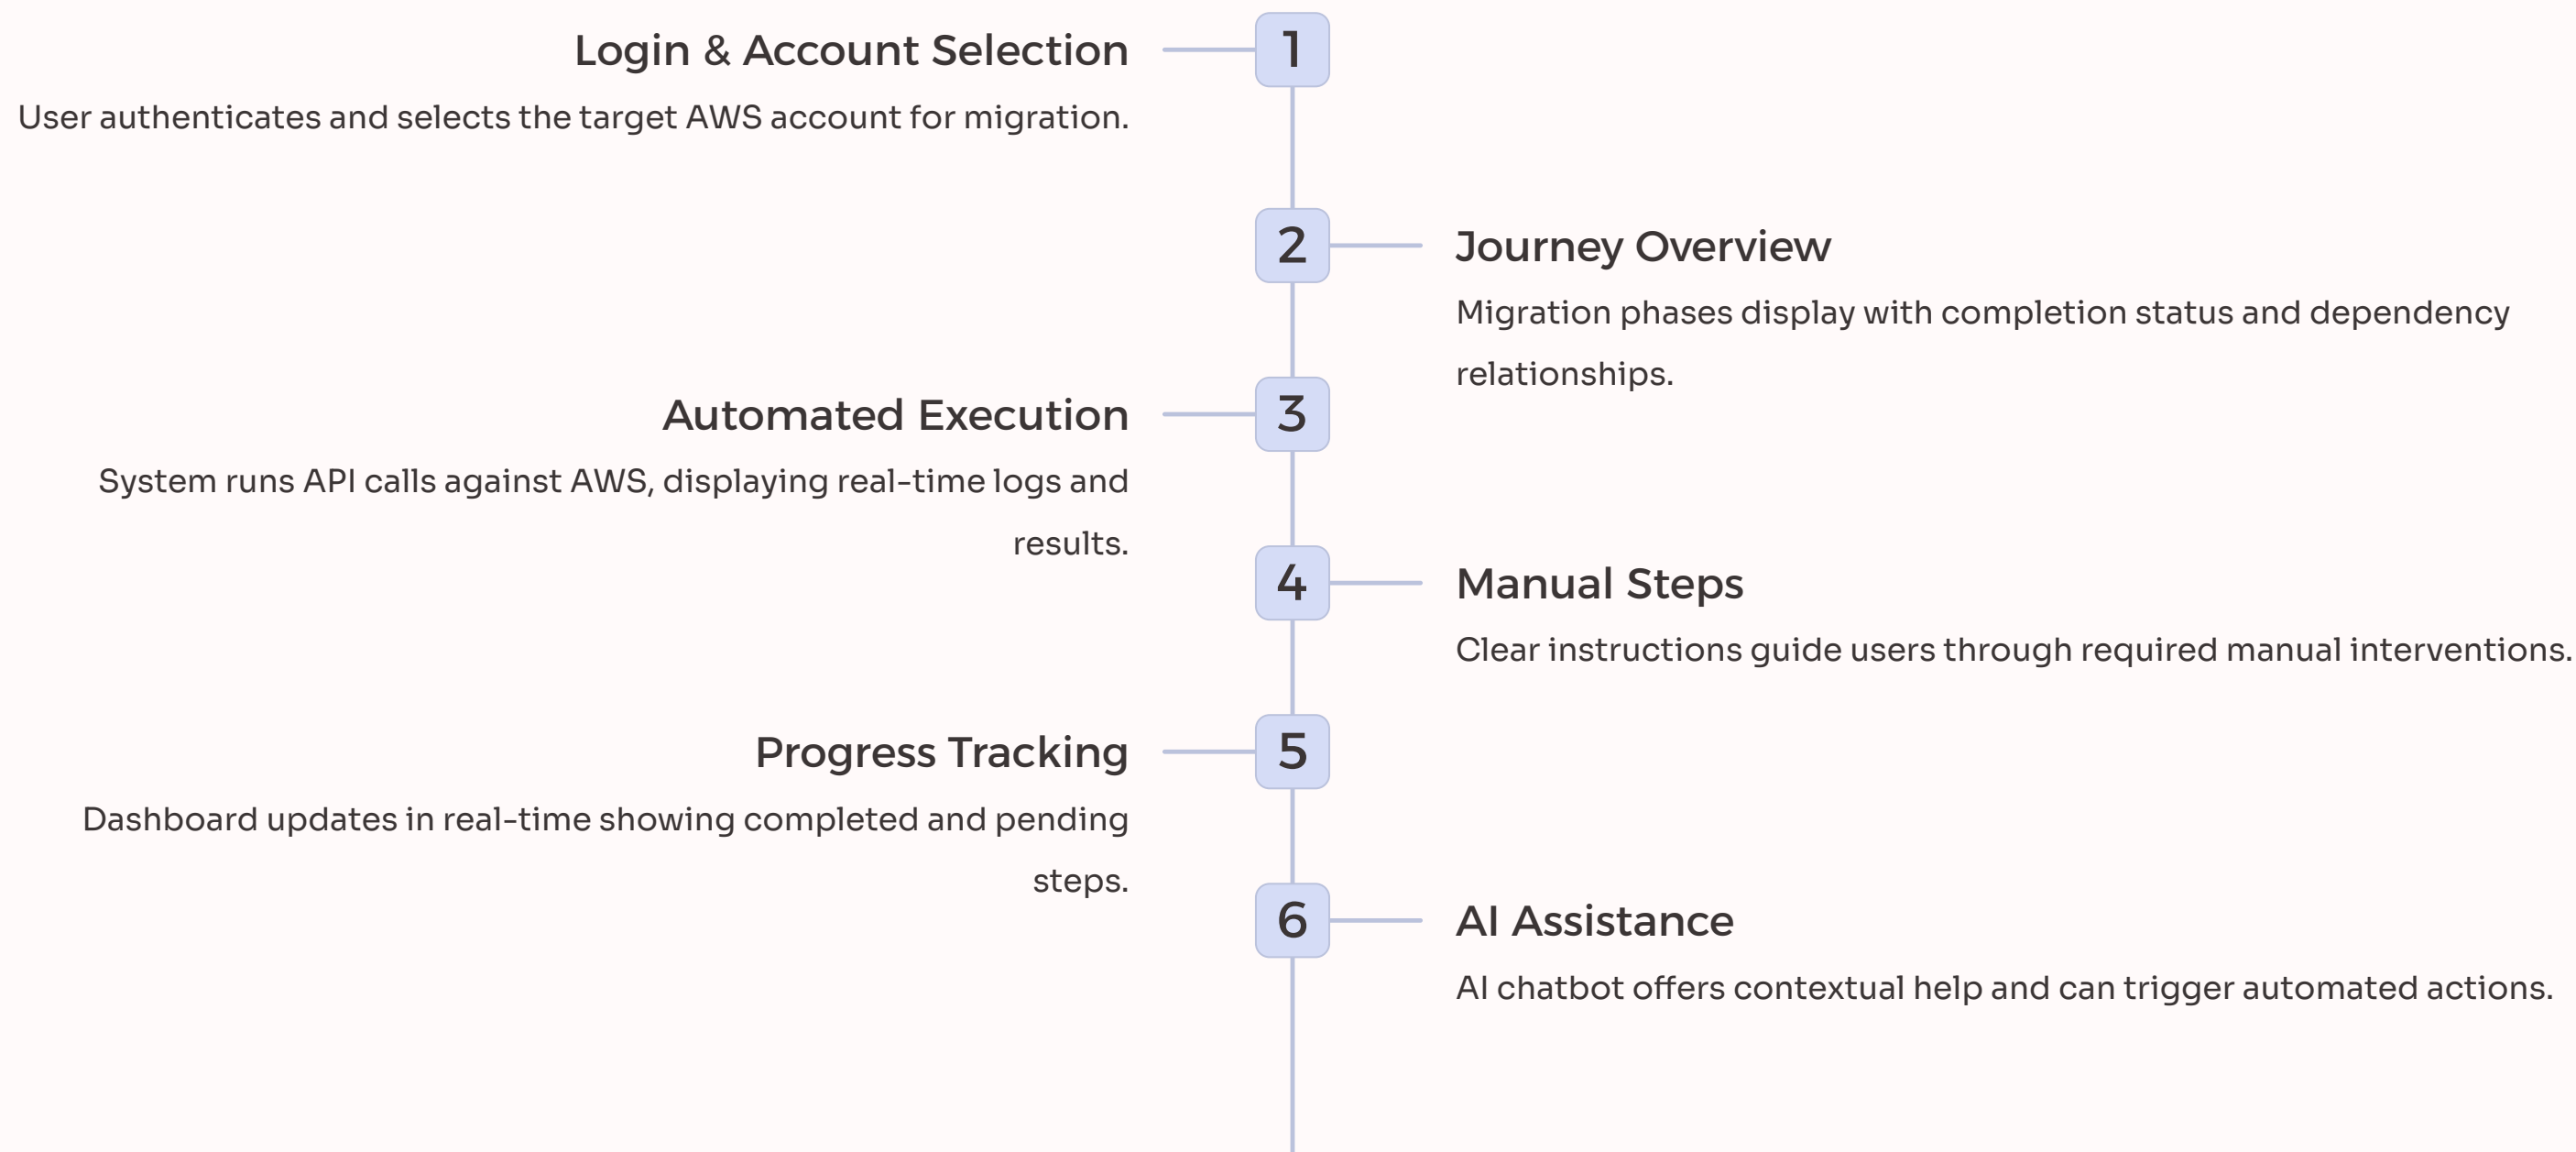 1
Login & Account Selection
User authenticates and selects the target AWS account for migration.
2
Journey Overview
Migration phases display with completion status and dependency
relationships.
3
Automated Execution
System runs API calls against AWS, displaying real-time logs and
results.
4
Manual Steps
Clear instructions guide users through required manual interventions.
5
Progress Tracking
Dashboard updates in real-time showing completed and pending
steps.
6
AI Assistance
AI chatbot offers contextual help and can trigger automated actions.